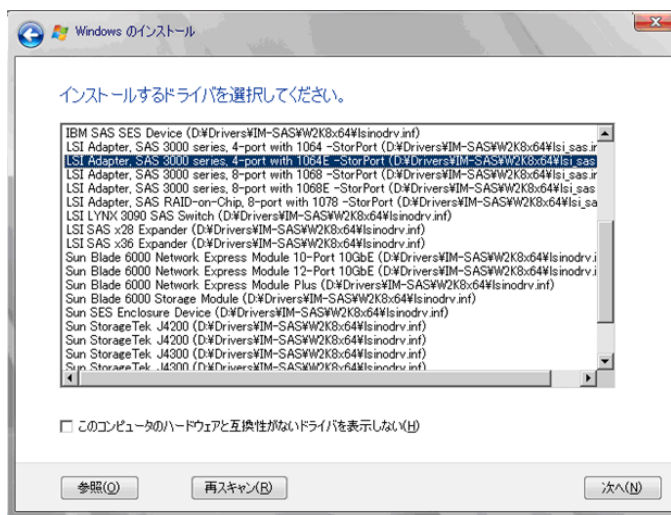 Windows のインストール
インストールするドライバを選択してください。
IBM SAS SES Device (D:¥Drivers¥IM-SAS¥W2K8x64¥lsinodrv.inf)
LSI Adapter, SAS 3000 series, 4-port with 1064 -StorPort (D:¥Drivers¥IM-SAS¥W2K8x64¥lsi_sas.ir
LSI Adapter, SAS 3000 series, 4-port with 1064E -StorPort (D:¥Drivers¥IM-SAS¥W2K8x64¥lsi_sas
LSI Adapter, SAS 3000 series, 8-port with 1068 -StorPort (D:¥Drivers¥IM-SAS¥W2K8x64¥lsi_sas.ir
LSI Adapter, SAS 3000 series, 8-port with 1068E -StorPort (D:¥Drivers¥IM-SAS¥W2K8x64¥lsi_sas
LSI Adapter, SAS RAID-on-Chip, 8-port with 1078 -StorPort (D:¥Drivers¥IM-SAS¥W2K8x64¥lsi_sa
LSI LYNX 3090 SAS Switch (D:¥Drivers¥IM-SAS¥W2K8x64¥lsinodrv.inf)
LSI SAS x28 Expander (D:¥Drivers¥IM-SAS¥W2K8x64¥lsinodrv.inf)
LSI SAS x36 Expander (D:¥Drivers¥IM-SAS¥W2K8x64¥lsinodrv.inf)
Sun Blade 6000 Network Express Module 10-Port 10GbE (D:¥Drivers¥IM-SAS¥W2K8x64¥lsinodrv.i
Sun Blade 6000 Network Express Module 12-Port 10GbE (D:¥Drivers¥IM-SAS¥W2K8x64¥lsinodrv.i
Sun Blade 6000 Network Express Module Plus (D:¥Drivers¥IM-SAS¥W2K8x64¥lsinodrv.inf)
Sun Blade 6000 Storage Module (D:¥Drivers¥IM-SAS¥W2K8x64¥lsinodrv.inf)
Sun SES Enclosure Device (D:¥Drivers¥IM-SAS¥W2K8x64¥lsinodrv.inf)
Sun StorageTek J4200 (D:¥Drivers¥IM-SAS¥W2K8x64¥lsinodrv.inf)
Sun StorageTek J4200 (D:¥Drivers¥IM-SAS¥W2K8x64¥lsinodrv.inf)
Sun StorageTek J4300 (D:¥Drivers¥IM-SAS¥W2K8x64¥lsinodrv.inf)
Sun StorageTek J4300 (D:¥Drivers¥IM-SAS¥W2K8x64¥lsinodrv.inf)
このコンピュータのハードウェアと互換性がないドライバを表示しない(H)
参照(O)
再スキャン(R)
次へ(N)